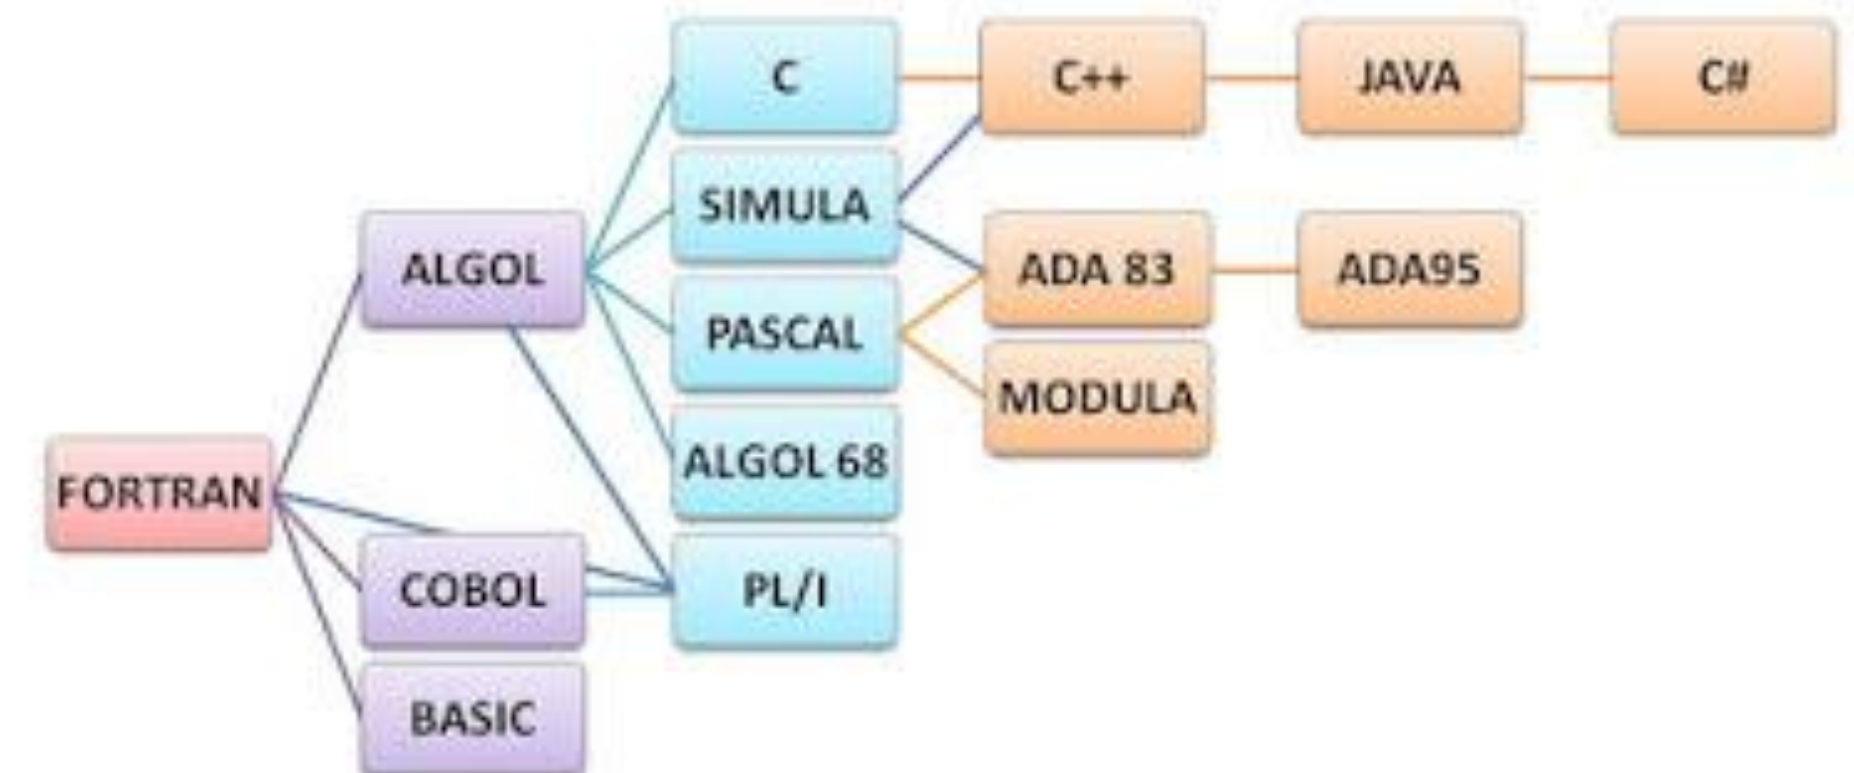 FORTRAN
ALGOL
COBOL
BASIC
C
SIMULA
PASCAL
ALGOL 68
PL/I
C++
ADA 83
MODULA
JAVA
ADA95
C#